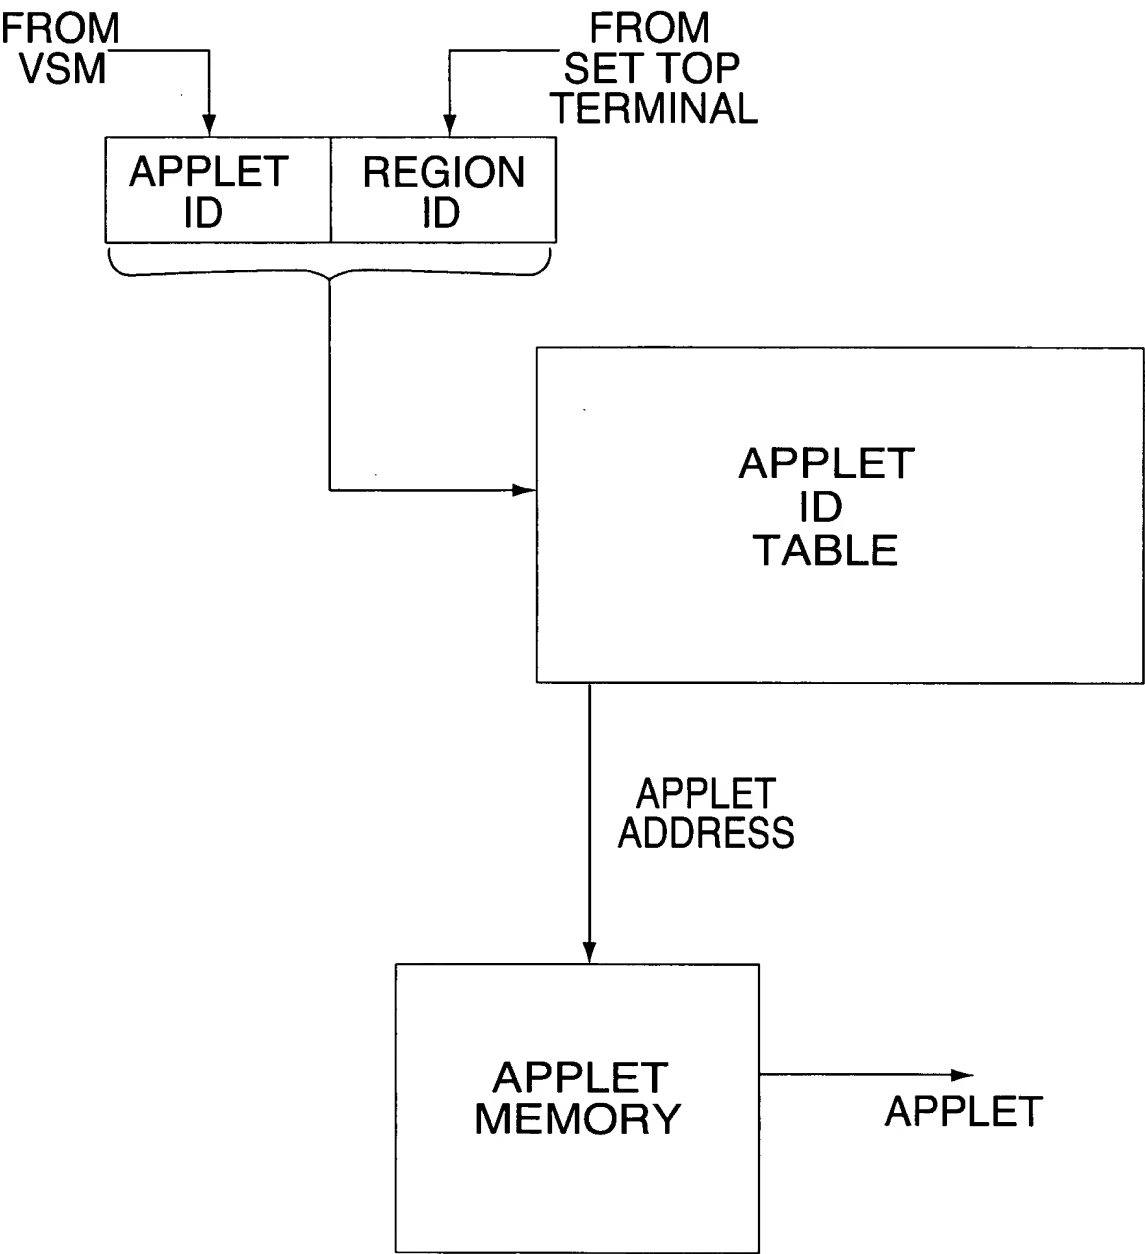 FROM
VSM
FROM
SET TOP
TERMINAL
APPLET
ID
REGION
ID
APPLET
ID
TABLE
APPLET
ADDRESS
APPLET
MEMORY
APPLET